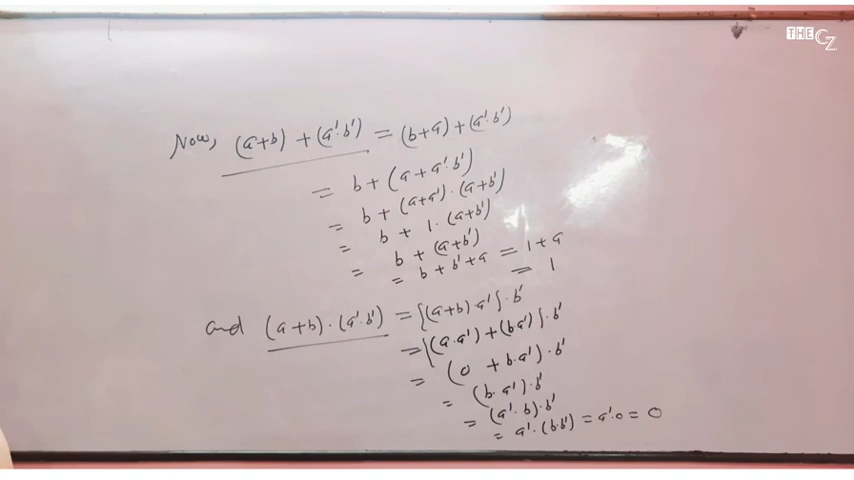 THE CZ
Now, (a+b) + (a'·b') = (b+a) + (a'·b')
= b + (a + a'·b')
= b + (a+a')·(a+b')
= b + 1·(a+b')
= b + (a+b')
= b + b' + a = 1 + a
= 1
and (a+b)·(a'·b') = {(a+b)·a'}·b'
= {(a·a') + (b·a')}·b'
= (0 + b·a')·b'
= (b·a')·b'
= (a'·b)·b'
= a'·(b·b') = a'·0 = 0